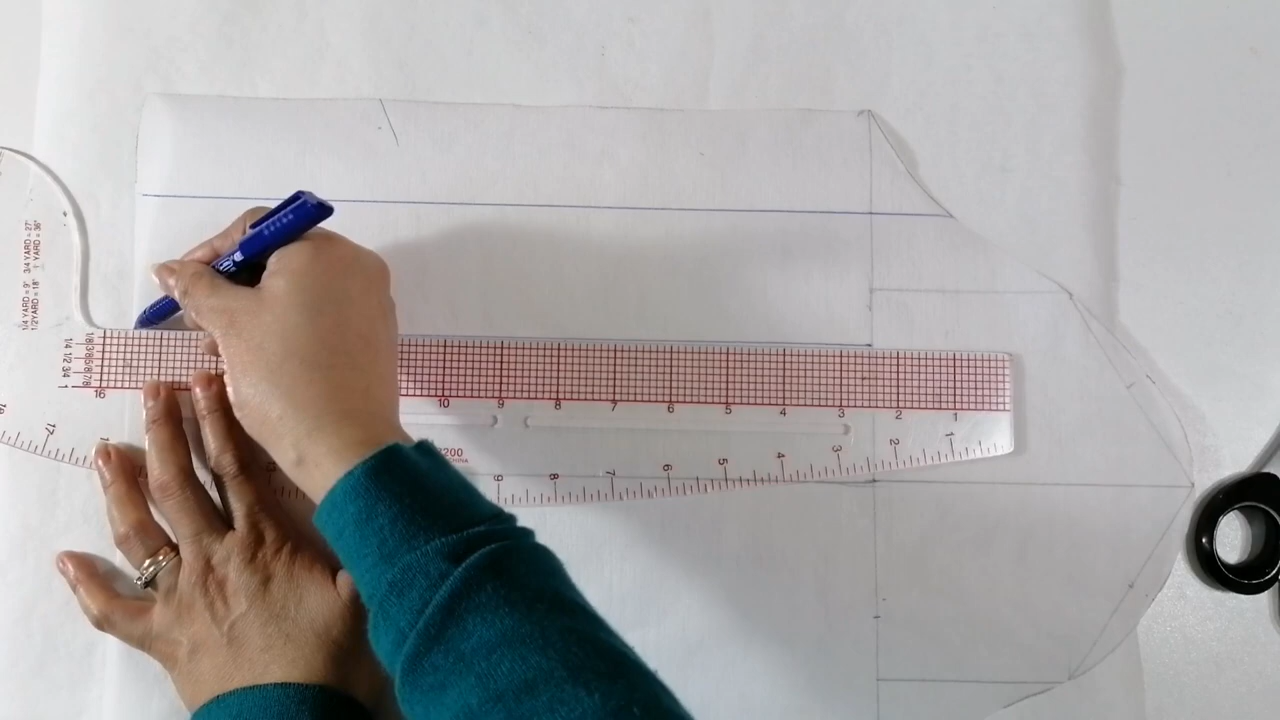 1/4 YARD = 9" 3/4 YARD = 27"
1/2 YARD = 18" 1 YARD = 36"
1/8 3/8 5/8 7/8
1/4 1/2 3/4 1
16 10 9 8 7 6 5 4 3 2 1
17 9 8 7 6 5 4 3 2 1